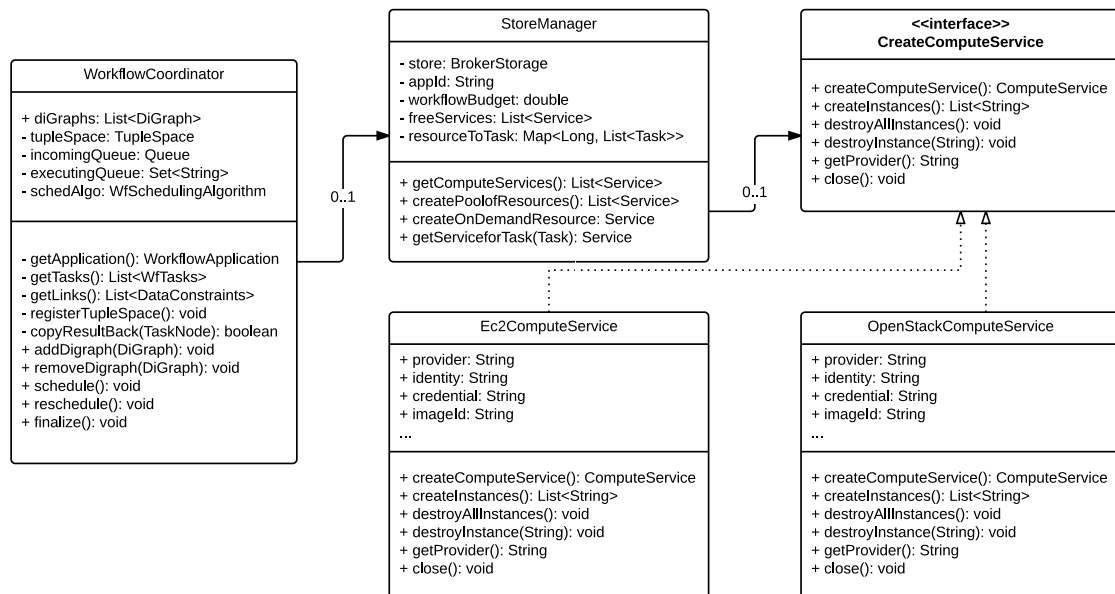 WorkflowCoordinator
+ diGraphs: List<DiGraph>
- tupleSpace: TupleSpace
- incomingQueue: Queue
- executingQueue: Set<String>
- schedAlgo: WfSchedulingAlgorithm
- getApplication(): WorkflowApplication
- getTasks(): List<WfTasks>
- getLinks(): List<DataConstraints>
- registerTupleSpace(): void
- copyResultBack(TaskNode): boolean
+ addDigraph(DiGraph): void
+ removeDigraph(DiGraph): void
+ schedule(): void
+ reschedule(): void
+ finalize(): void
0..1
StoreManager
- store: BrokerStorage
- appId: String
- workflowBudget: double
- freeServices: List<Service>
- resourceToTask: Map<Long, List<Task>>
+ getComputeServices(): List<Service>
+ createPoolofResources(): List<Service>
+ createOnDemandResource: Service
+ getServiceforTask(Task): Service
0..1
<<interface>>
CreateComputeService
+ createComputeService(): ComputeService
+ createInstances(): List<String>
+ destroyAllInstances(): void
+ destroyInstance(String): void
+ getProvider(): String
+ close(): void
Ec2ComputeService
+ provider: String
+ identity: String
+ credential: String
+ imageId: String
...
+ createComputeService(): ComputeService
+ createInstances(): List<String>
+ destroyAllInstances(): void
+ destroyInstance(String): void
+ getProvider(): String
+ close(): void
OpenStackComputeService
+ provider: String
+ identity: String
+ credential: String
+ imageId: String
...
+ createComputeService(): ComputeService
+ createInstances(): List<String>
+ destroyAllInstances(): void
+ destroyInstance(String): void
+ getProvider(): String
+ close(): void